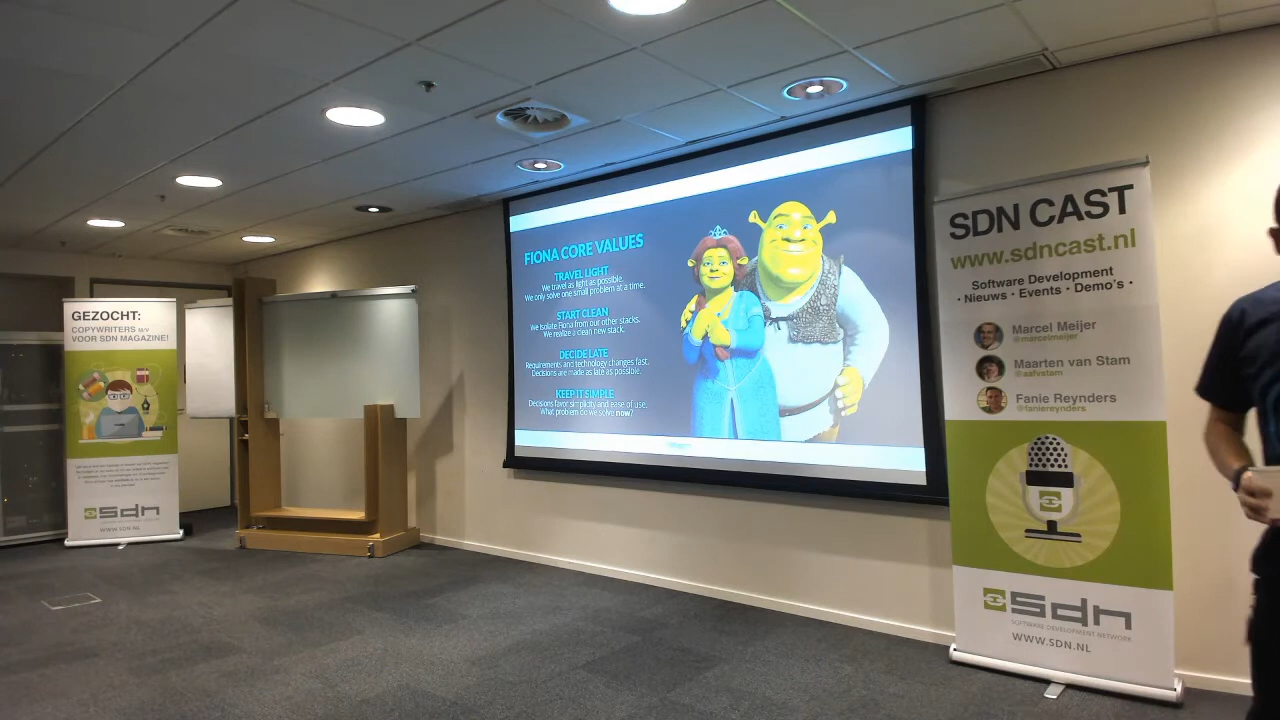 GEZOCHT:
COPYWRITERS M/V
VOOR SDN MAGAZINE!
sdn
WWW.SDN.NL
FIONA CORE VALUES
TRAVEL LIGHT
We travel as light as possible.
We only solve one small problem at a time.
START CLEAN
We Isolate Fiona from our other stacks.
We realize a clean new stack.
DECIDE LATE
Requirements and technology changes fast.
Decisions are made as late as possible.
KEEP IT SIMPLE
Decisions favor simplicity and ease of use.
What problem do we solve now?
SDN CAST
www.sdncast.nl
Software Development
· Nieuws · Events · Demo's ·
Marcel Meijer
@marcelmeijer
Maarten van Stam
@aafvstam
Fanie Reynders
@faniereynders
sdn
SOFTWARE DEVELOPMENT NETWORK
WWW.SDN.NL